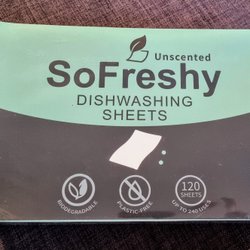 Unscented
SoFreshy
DISHWASHING
SHEETS
BIODEGRADABLE
PLASTIC-FREE
120
SHEETS
UP TO 240 USES